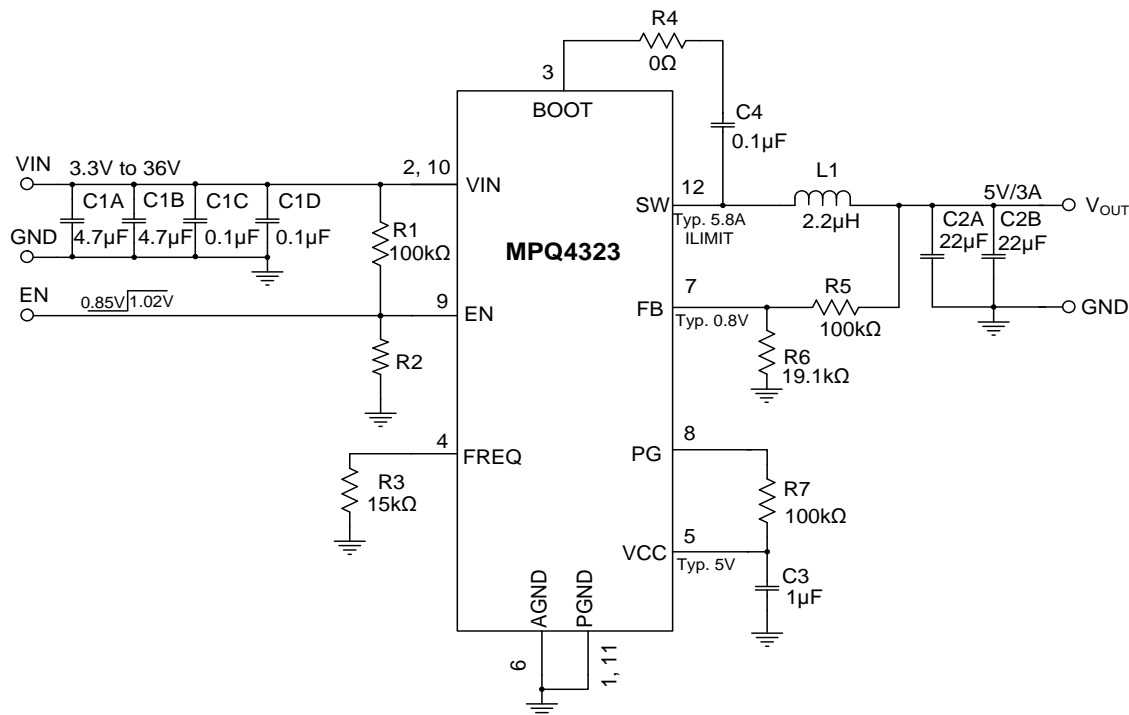 R4
0Ω
3
BOOT
C4
0.1µF
VIN
3.3V to 36V
2, 10
VIN
C1A
C1B
C1C
C1D
4.7µF
4.7µF
0.1µF
0.1µF
GND
R1
100kΩ
12
SW
Typ. 5.8A
ILIMIT
L1
2.2µH
5V/3A
VOUT
C2A
C2B
22µF
22µF
MPQ4323
EN
0.85V
1.02V
9
EN
7
FB
Typ. 0.8V
R5
100kΩ
GND
R2
R6
19.1kΩ
4
FREQ
R3
15kΩ
8
PG
R7
100kΩ
5
VCC
Typ. 5V
C3
1µF
AGND
PGND
6
1, 11